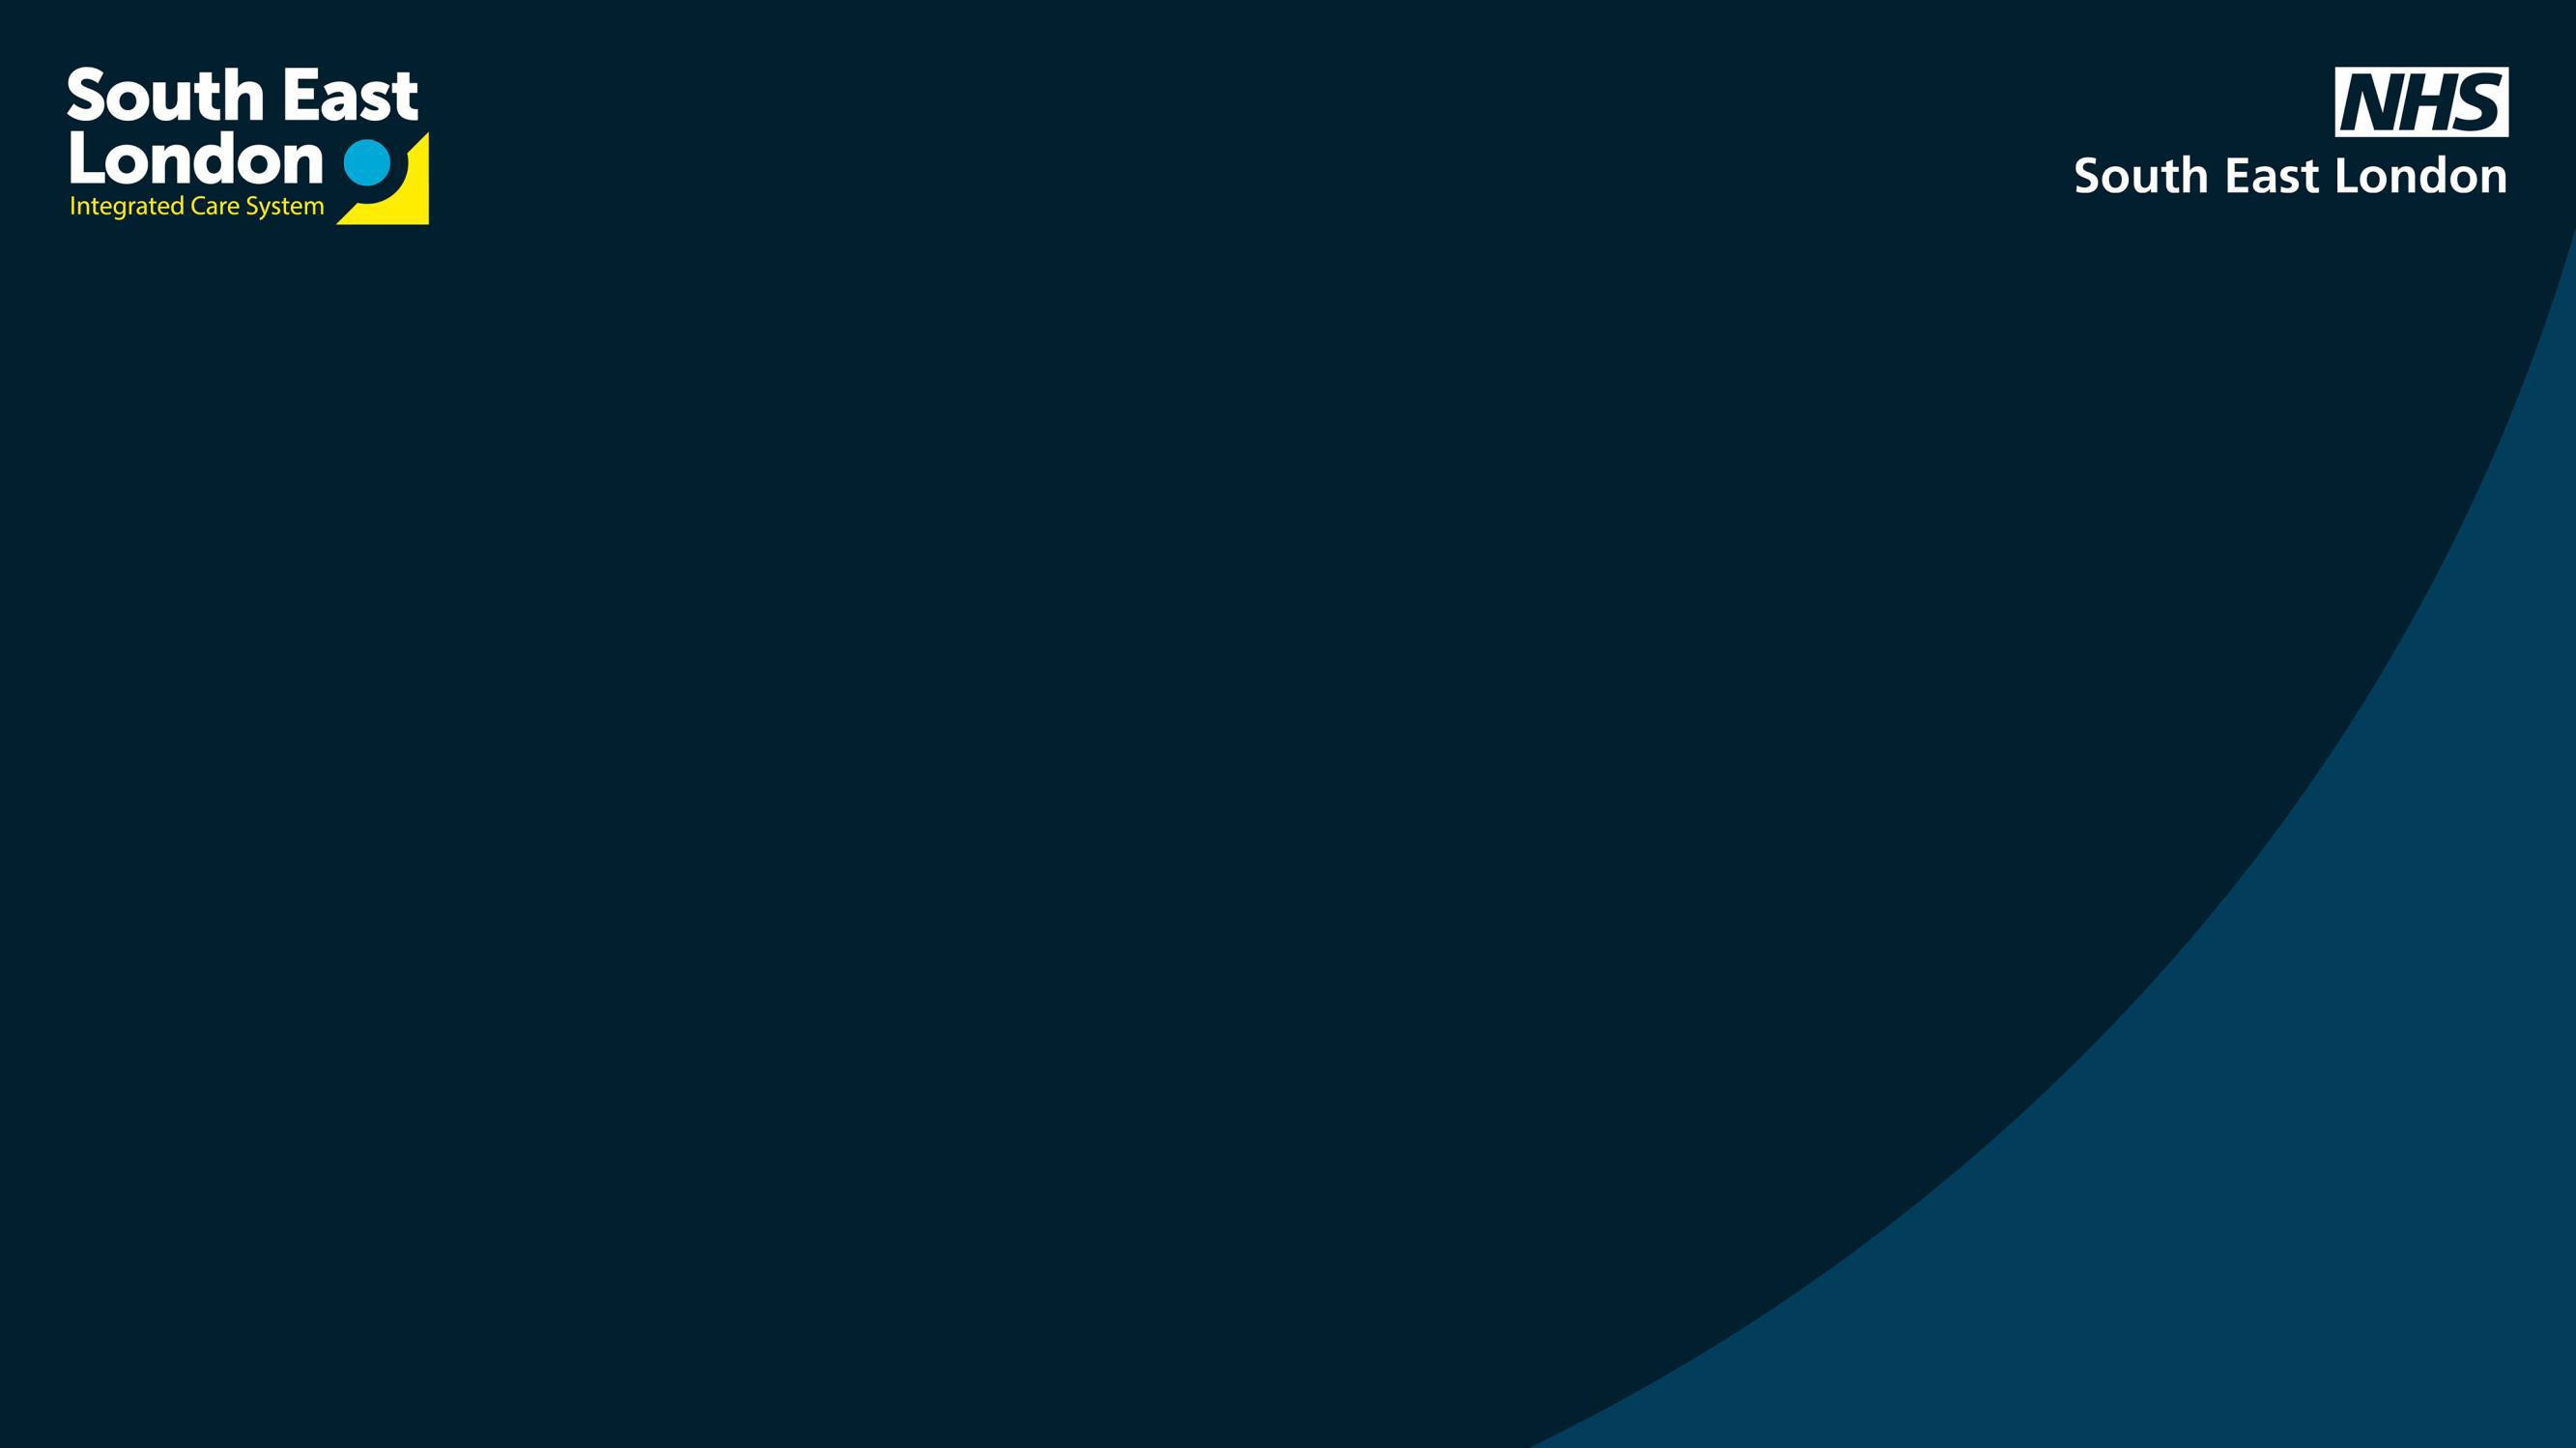 South East
London
Integrated Care System
NHS
South East London